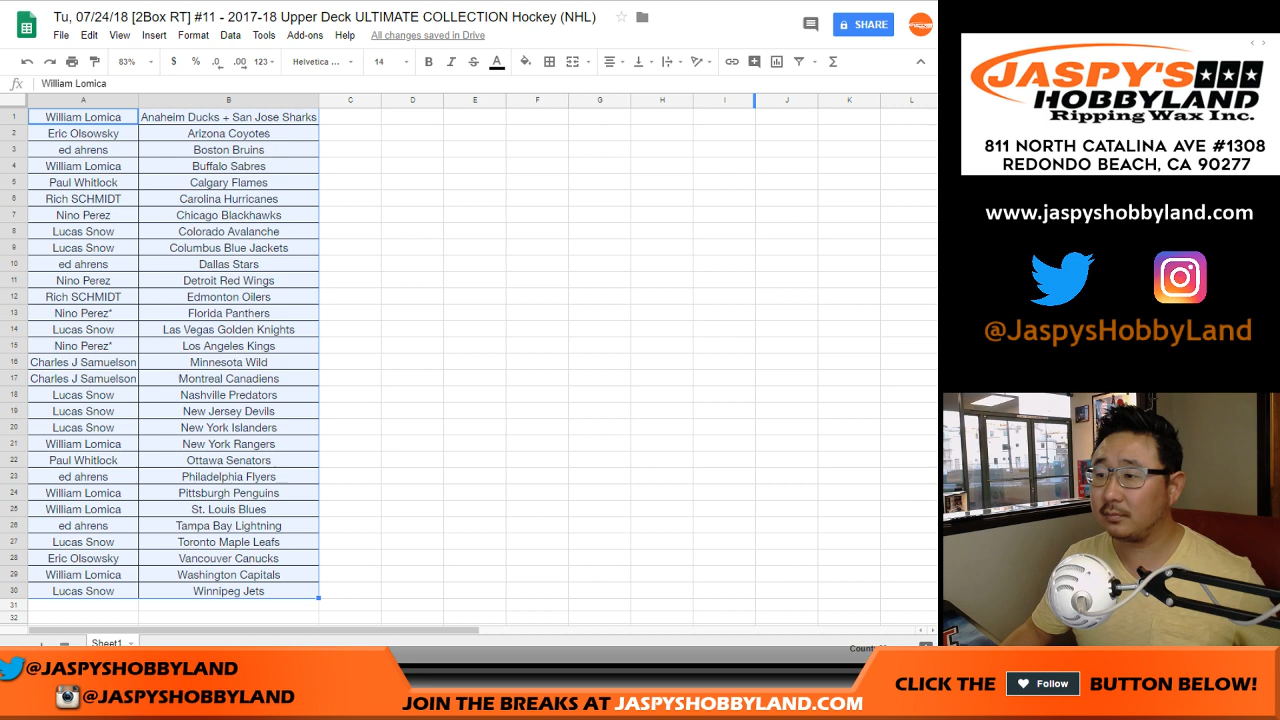 Tu, 07/24/18 [2Box RT] #11 - 2017-18 Upper Deck ULTIMATE COLLECTION Hockey (NHL)
File Edit View Insert Format Data Tools Add-ons Help All changes saved in Drive
SHARE
83% $ % .0 .00 123 Helvetica ... 14 B I S A
fx William Lomica
A B C D E F G H I J K L
1 William Lomica Anaheim Ducks + San Jose Sharks
2 Eric Olsowsky Arizona Coyotes
3 ed ahrens Boston Bruins
4 William Lomica Buffalo Sabres
5 Paul Whitlock Calgary Flames
6 Rich SCHMIDT Carolina Hurricanes
7 Nino Perez Chicago Blackhawks
8 Lucas Snow Colorado Avalanche
9 Lucas Snow Columbus Blue Jackets
10 ed ahrens Dallas Stars
11 Nino Perez Detroit Red Wings
12 Rich SCHMIDT Edmonton Oilers
13 Nino Perez* Florida Panthers
14 Lucas Snow Las Vegas Golden Knights
15 Nino Perez* Los Angeles Kings
16 Charles J Samuelson Minnesota Wild
17 Charles J Samuelson Montreal Canadiens
18 Lucas Snow Nashville Predators
19 Lucas Snow New Jersey Devils
20 Lucas Snow New York Islanders
21 William Lomica New York Rangers
22 Paul Whitlock Ottawa Senators
23 ed ahrens Philadelphia Flyers
24 William Lomica Pittsburgh Penguins
25 William Lomica St. Louis Blues
26 ed ahrens Tampa Bay Lightning
27 Lucas Snow Toronto Maple Leafs
28 Eric Olsowsky Vancouver Canucks
29 William Lomica Washington Capitals
30 Lucas Snow Winnipeg Jets
31
32
Sheet1
JASPY'S
HOBBYLAND
Ripping Wax Inc.
811 NORTH CATALINA AVE #1308
REDONDO BEACH, CA 90277
www.jaspyshobbyland.com
@JaspysHobbyLand
@JASPYSHOBBYLAND
@JASPYSHOBBYLAND
JOIN THE BREAKS AT JASPYSHOBBYLAND.COM
CLICK THE Follow BUTTON BELOW!